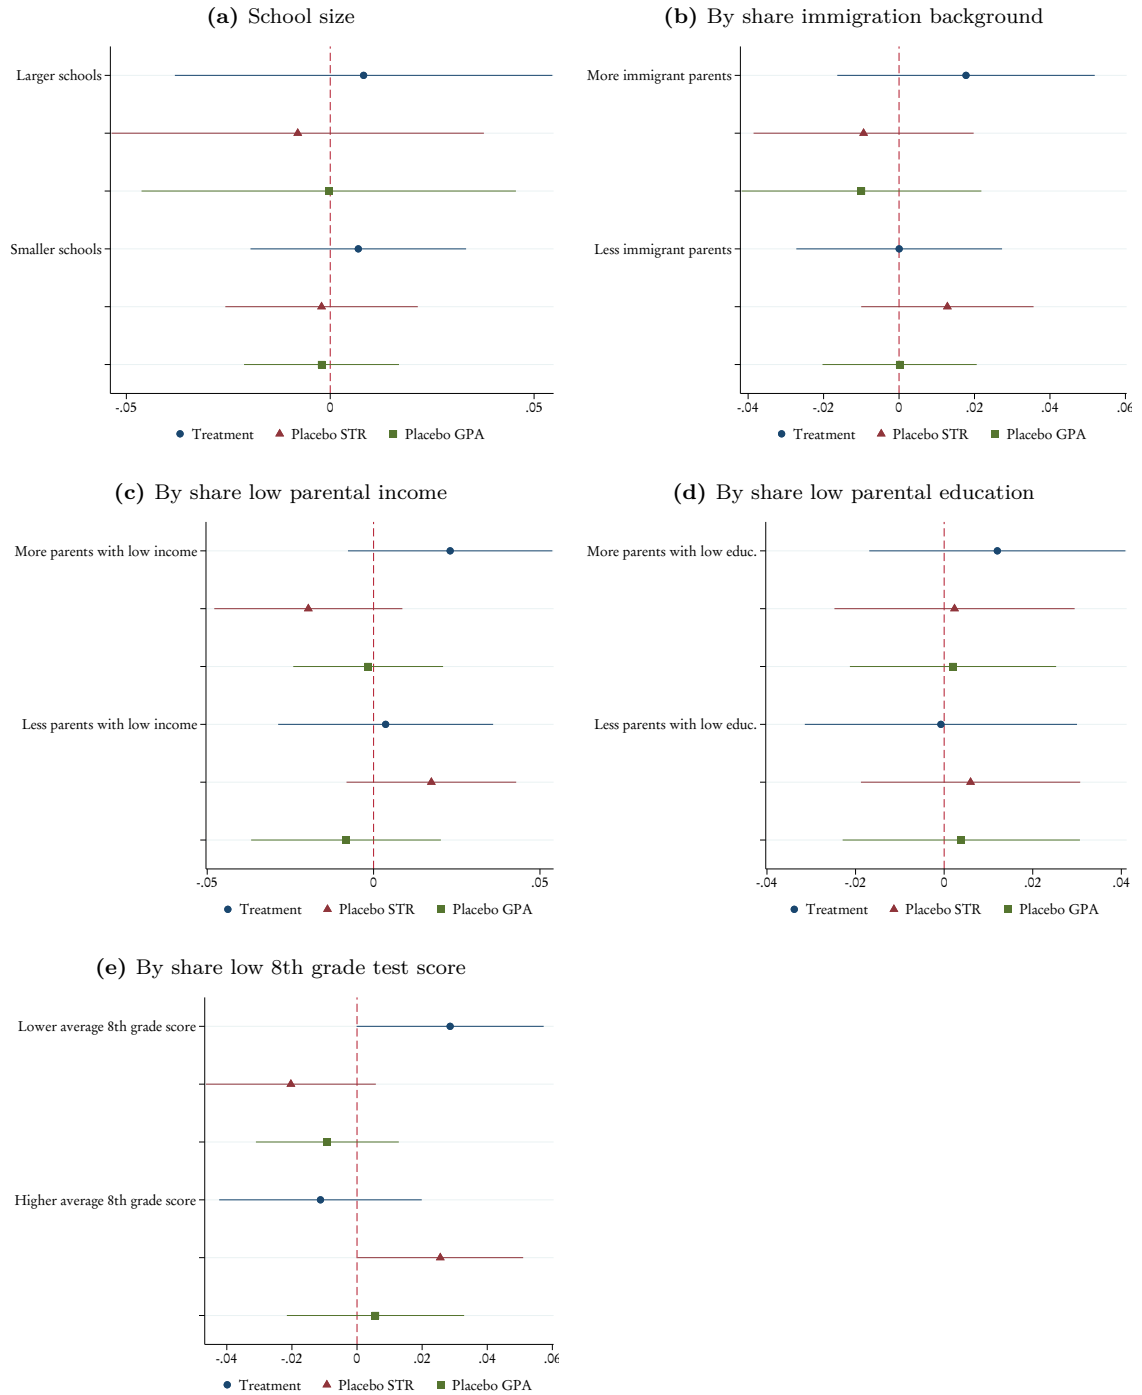 (a) School size
Larger schools
Smaller schools
-.05 0 .05
Treatment Placebo STR Placebo GPA
(b) By share immigration background
More immigrant parents
Less immigrant parents
-.04 -.02 0 .02 .04 .06
Treatment Placebo STR Placebo GPA
(c) By share low parental income
More parents with low income
Less parents with low income
-.05 0 .05
Treatment Placebo STR Placebo GPA
(d) By share low parental education
More parents with low educ.
Less parents with low educ.
-.04 -.02 0 .02 .04
Treatment Placebo STR Placebo GPA
(e) By share low 8th grade test score
Lower average 8th grade score
Higher average 8th grade score
-.04 -.02 0 .02 .04 .06
Treatment Placebo STR Placebo GPA